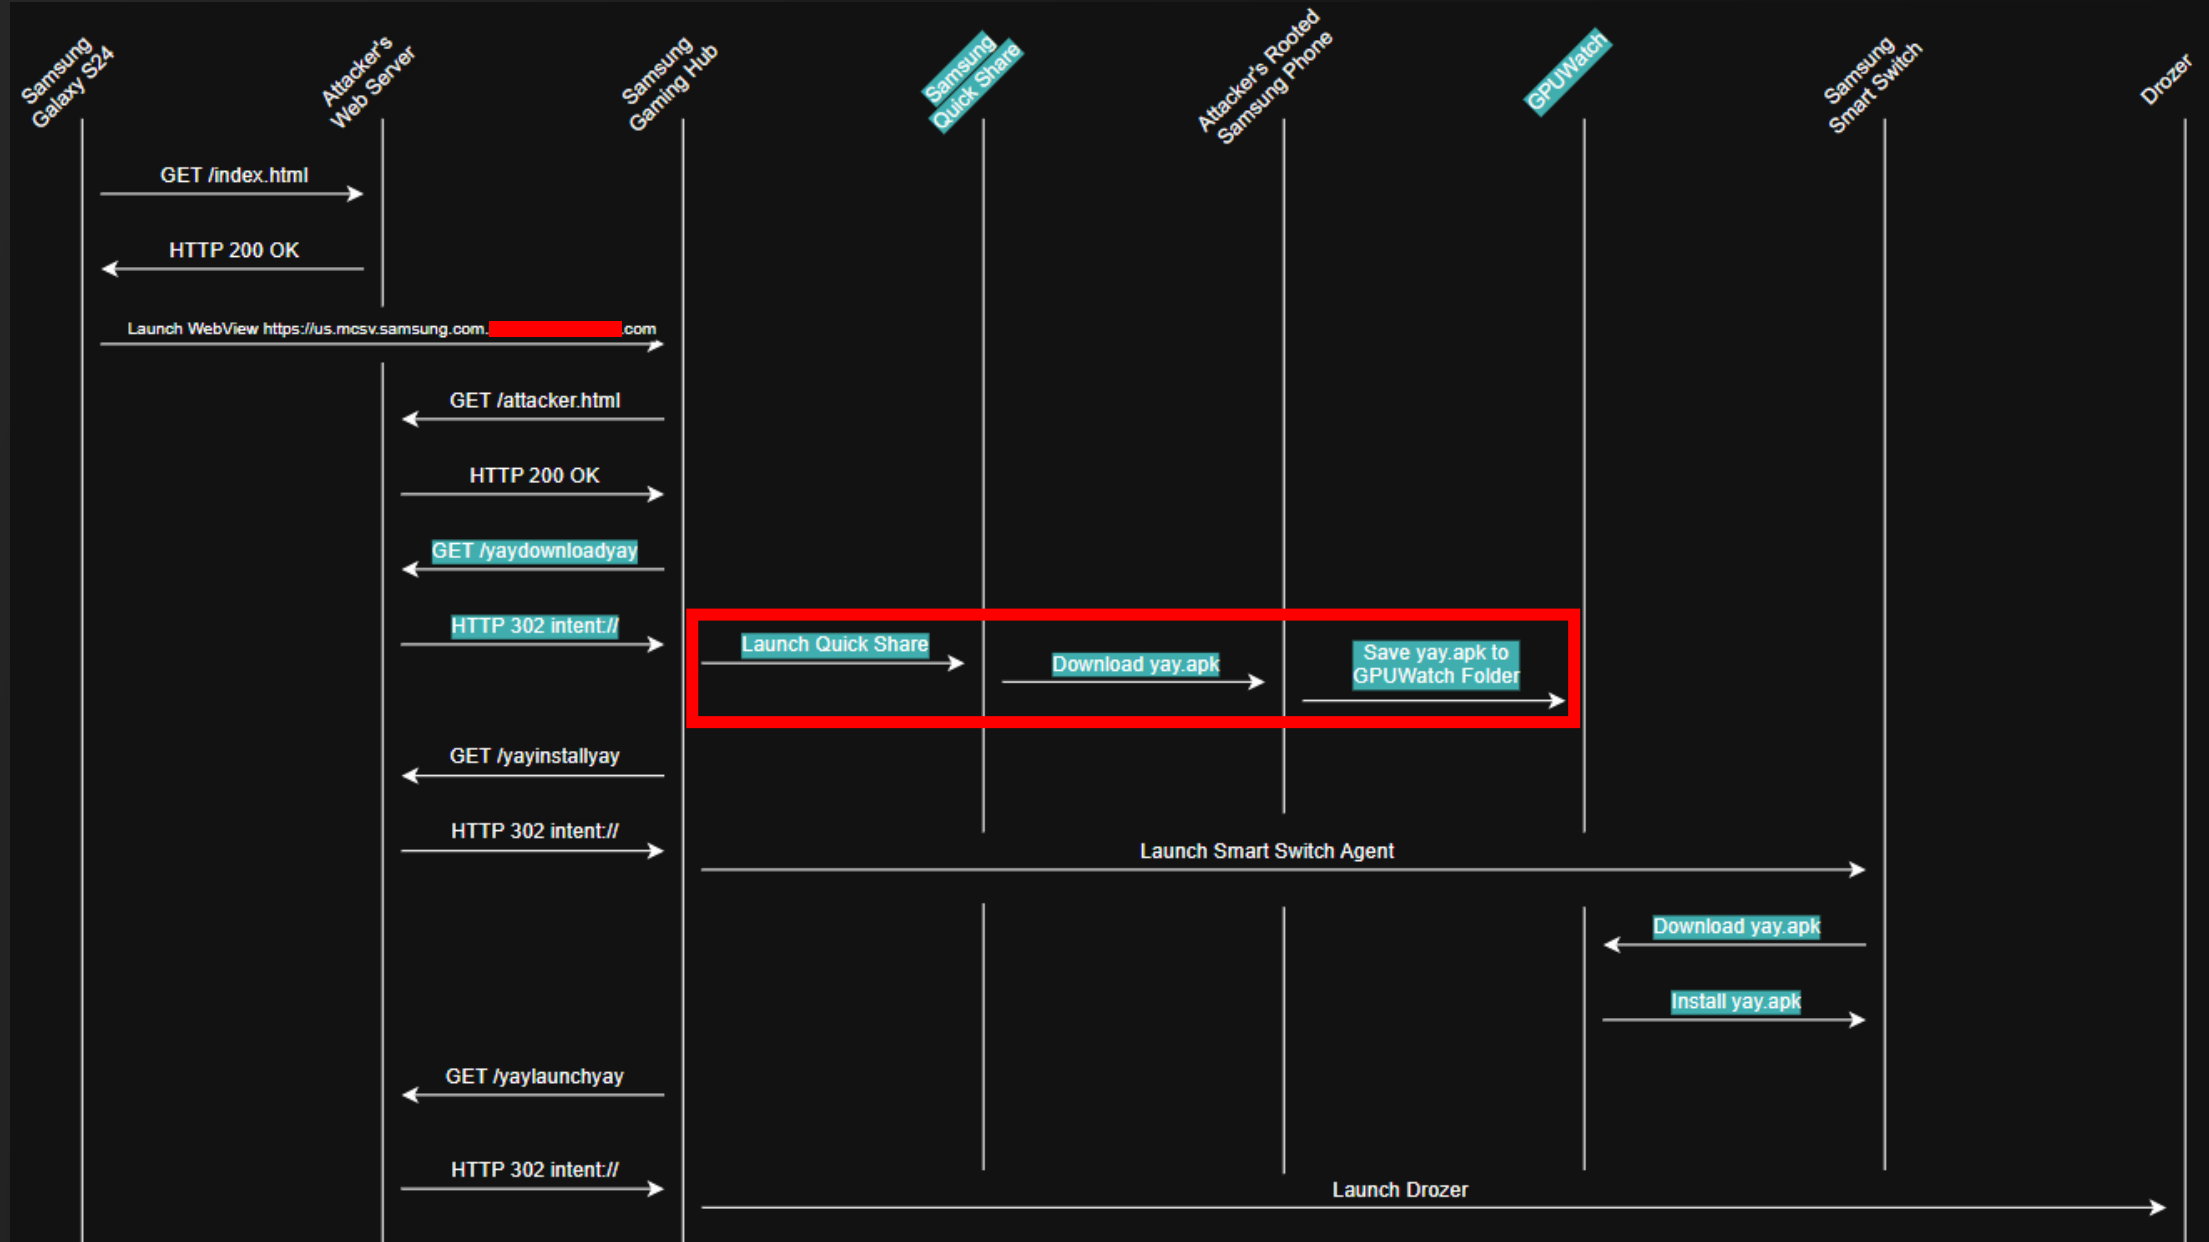 Samsung
Galaxy S24
Attacker's
Web Server
Samsung
Gaming Hub
Samsung
Quick Share
Attacker's Rooted
Samsung Phone
GPUWatch
Samsung
Smart Switch
Drozer
GET /index.html
HTTP 200 OK
Launch WebView https://us.mcsv.samsung.com. .com
GET /attacker.html
HTTP 200 OK
GET /yaydownloadyay
HTTP 302 intent://
Launch Quick Share
Download yay.apk
Save yay.apk to
GPUWatch Folder
GET /yayinstallyay
HTTP 302 intent://
Launch Smart Switch Agent
Download yay.apk
Install yay.apk
GET /yaylaunchyay
HTTP 302 intent://
Launch Drozer